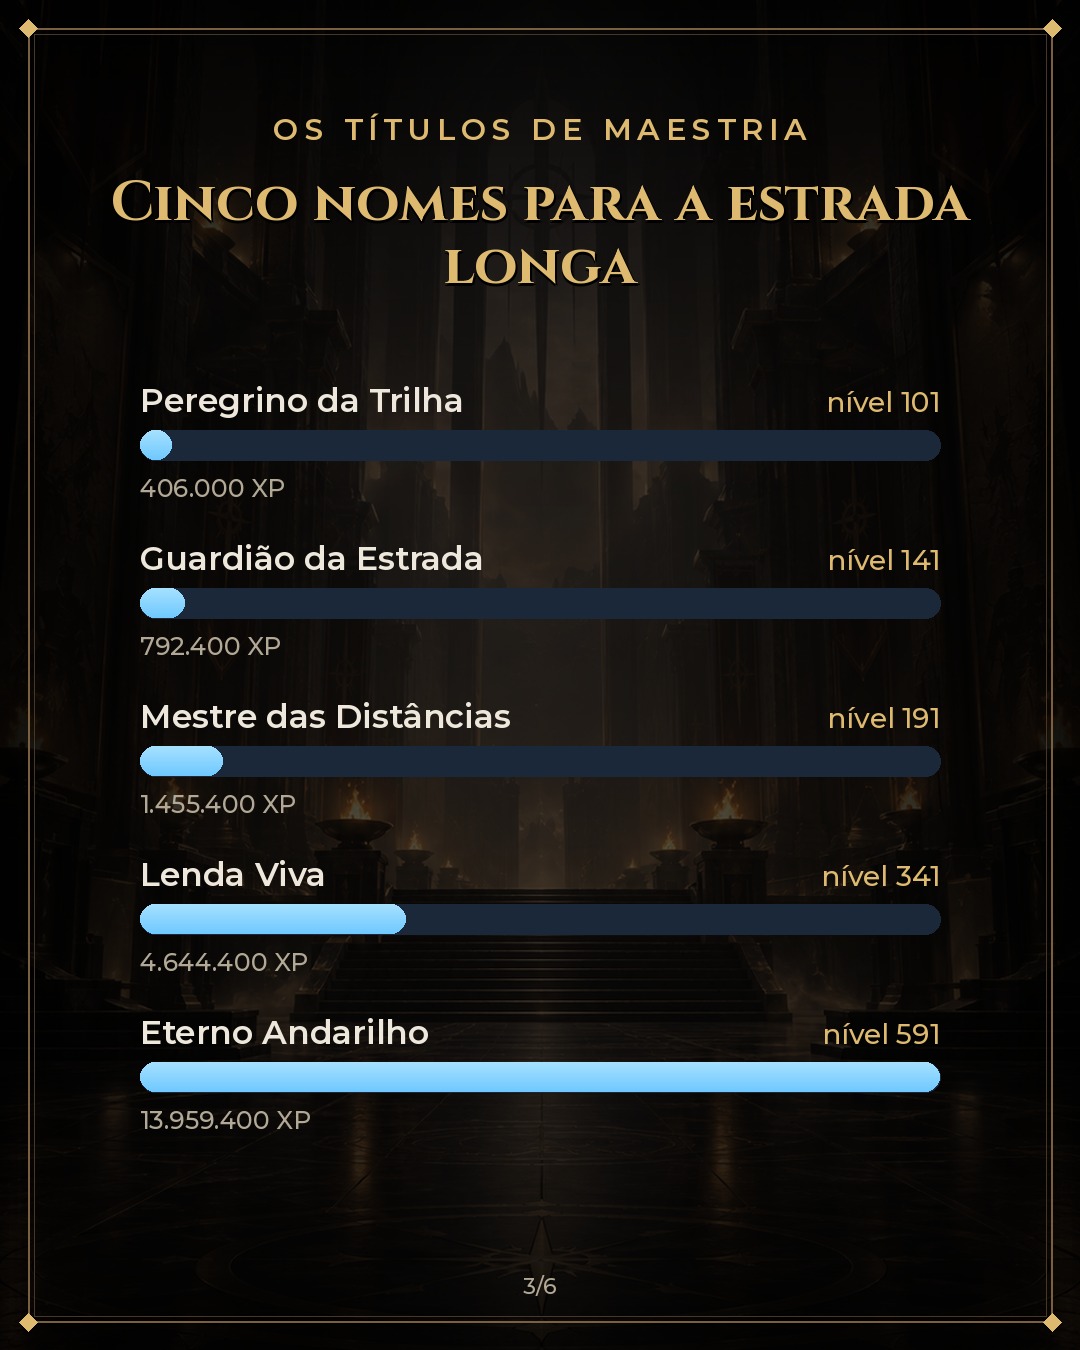 OS TÍTULOS DE MAESTRIA
Cinco nomes para a estrada
longa
Peregrino da Trilha
nível 101
406.000 XP
Guardião da Estrada
nível 141
792.400 XP
Mestre das Distâncias
nível 191
1.455.400 XP
Lenda Viva
nível 341
4.644.400 XP
Eterno Andarilho
nível 591
13.959.400 XP
3/6